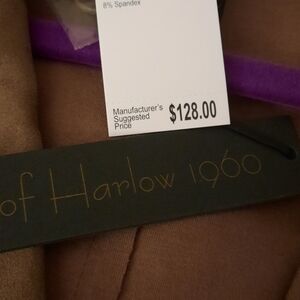 8% Spandex
Manufacturer's
Suggested
Price
$128.00
of Harlow 1960